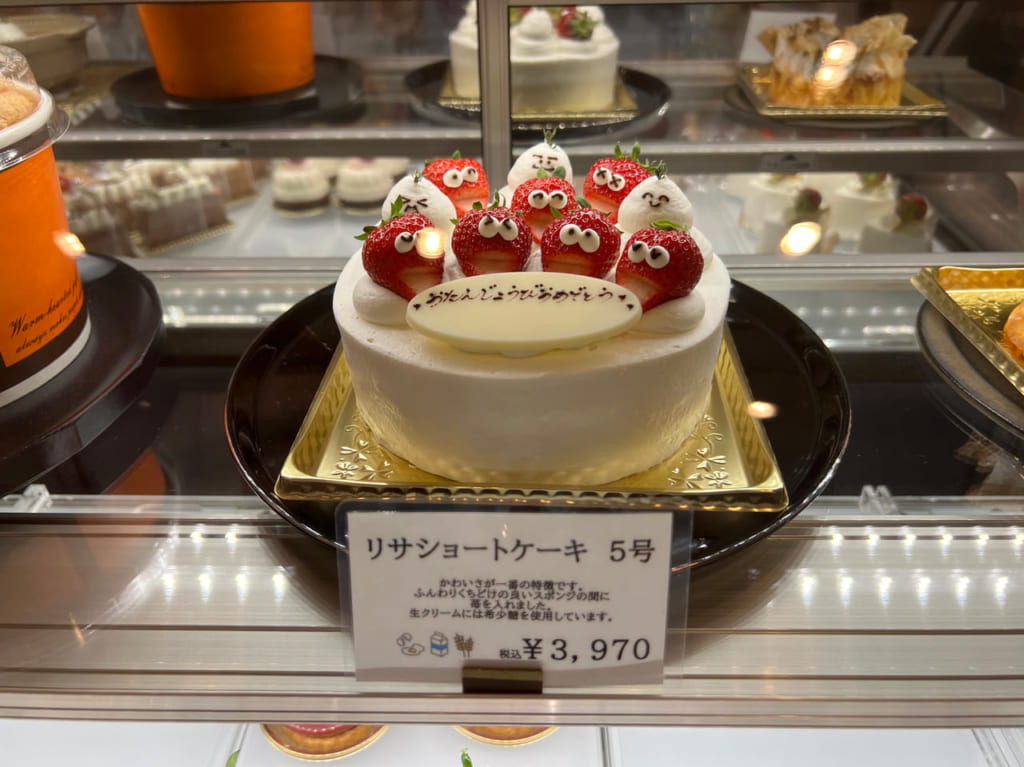 おたんじょうびおめでとう
Warm-hearted
always make
リサショートケーキ 5号
かわいさが一番の特徴です。
ふんわりくちどけの良いスポンジの間に
苺を入れました。
生クリームには希少糖を使用しています。
税込¥3,970